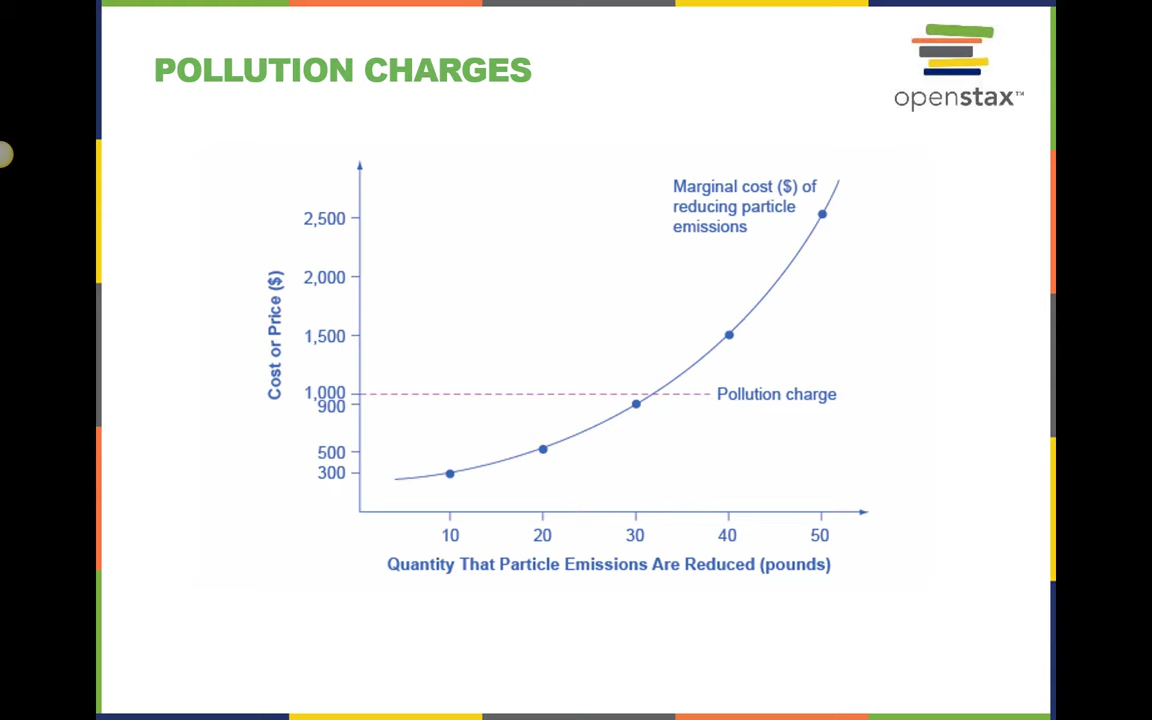 POLLUTION CHARGES
openstax™
Marginal cost ($) of
reducing particle
emissions
2,500
2,000
Cost or Price ($)
1,500
1,000
Pollution charge
900
500
300
10 20 30 40 50
Quantity That Particle Emissions Are Reduced (pounds)